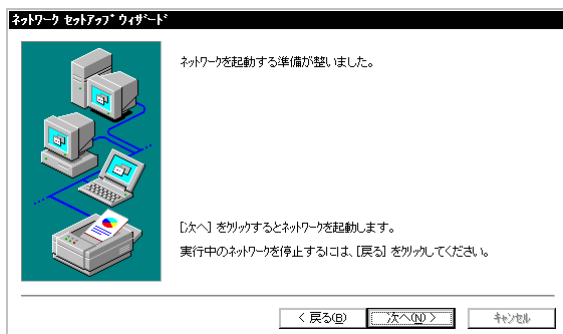 ﾈｯﾄﾜｰｸ ｾｯﾄｱｯﾌﾟ ｳｨｻﾞｰﾄﾞ
ﾈｯﾄﾜｰｸを起動する準備が整いました。
[次へ] をｸﾘｯｸするとﾈｯﾄﾜｰｸを起動します。
実行中のﾈｯﾄﾜｰｸを停止するには、[戻る] をｸﾘｯｸしてください。
< 戻る(B)
次へ(N) >
ｷｬﾝｾﾙ